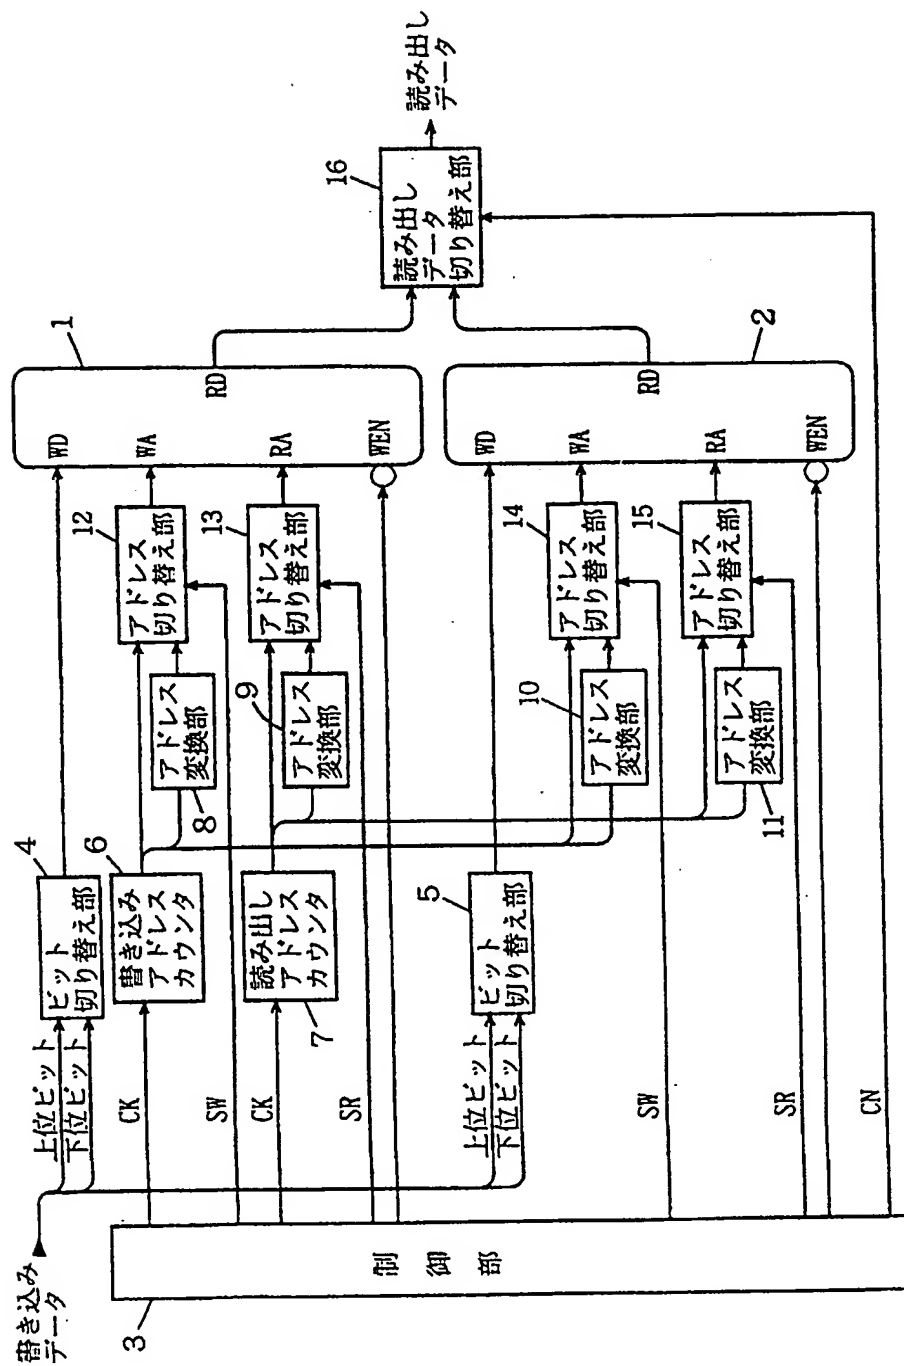 書き込み
データ
3
制御部
上位ビット
下位ビット
CK
SW
CK
SR
上位ビット
下位ビット
SW
SR
CN
4
ビット
切り替え部
6
書き込み
アドレス
カウンタ
読み出し
アドレス
カウンタ
7
5
ビット
切り替え部
アドレス
変換部
8
9
アドレス
変換部
10
アドレス
変換部
アドレス
変換部
11
12
アドレス
切り替え部
13
アドレス
切り替え部
14
アドレス
切り替え部
15
アドレス
切り替え部
1
WD
WA
RA
WEN
RD
2
WD
WA
RA
WEN
RD
16
読み出し
データ
切り替え部
読み出し
データ